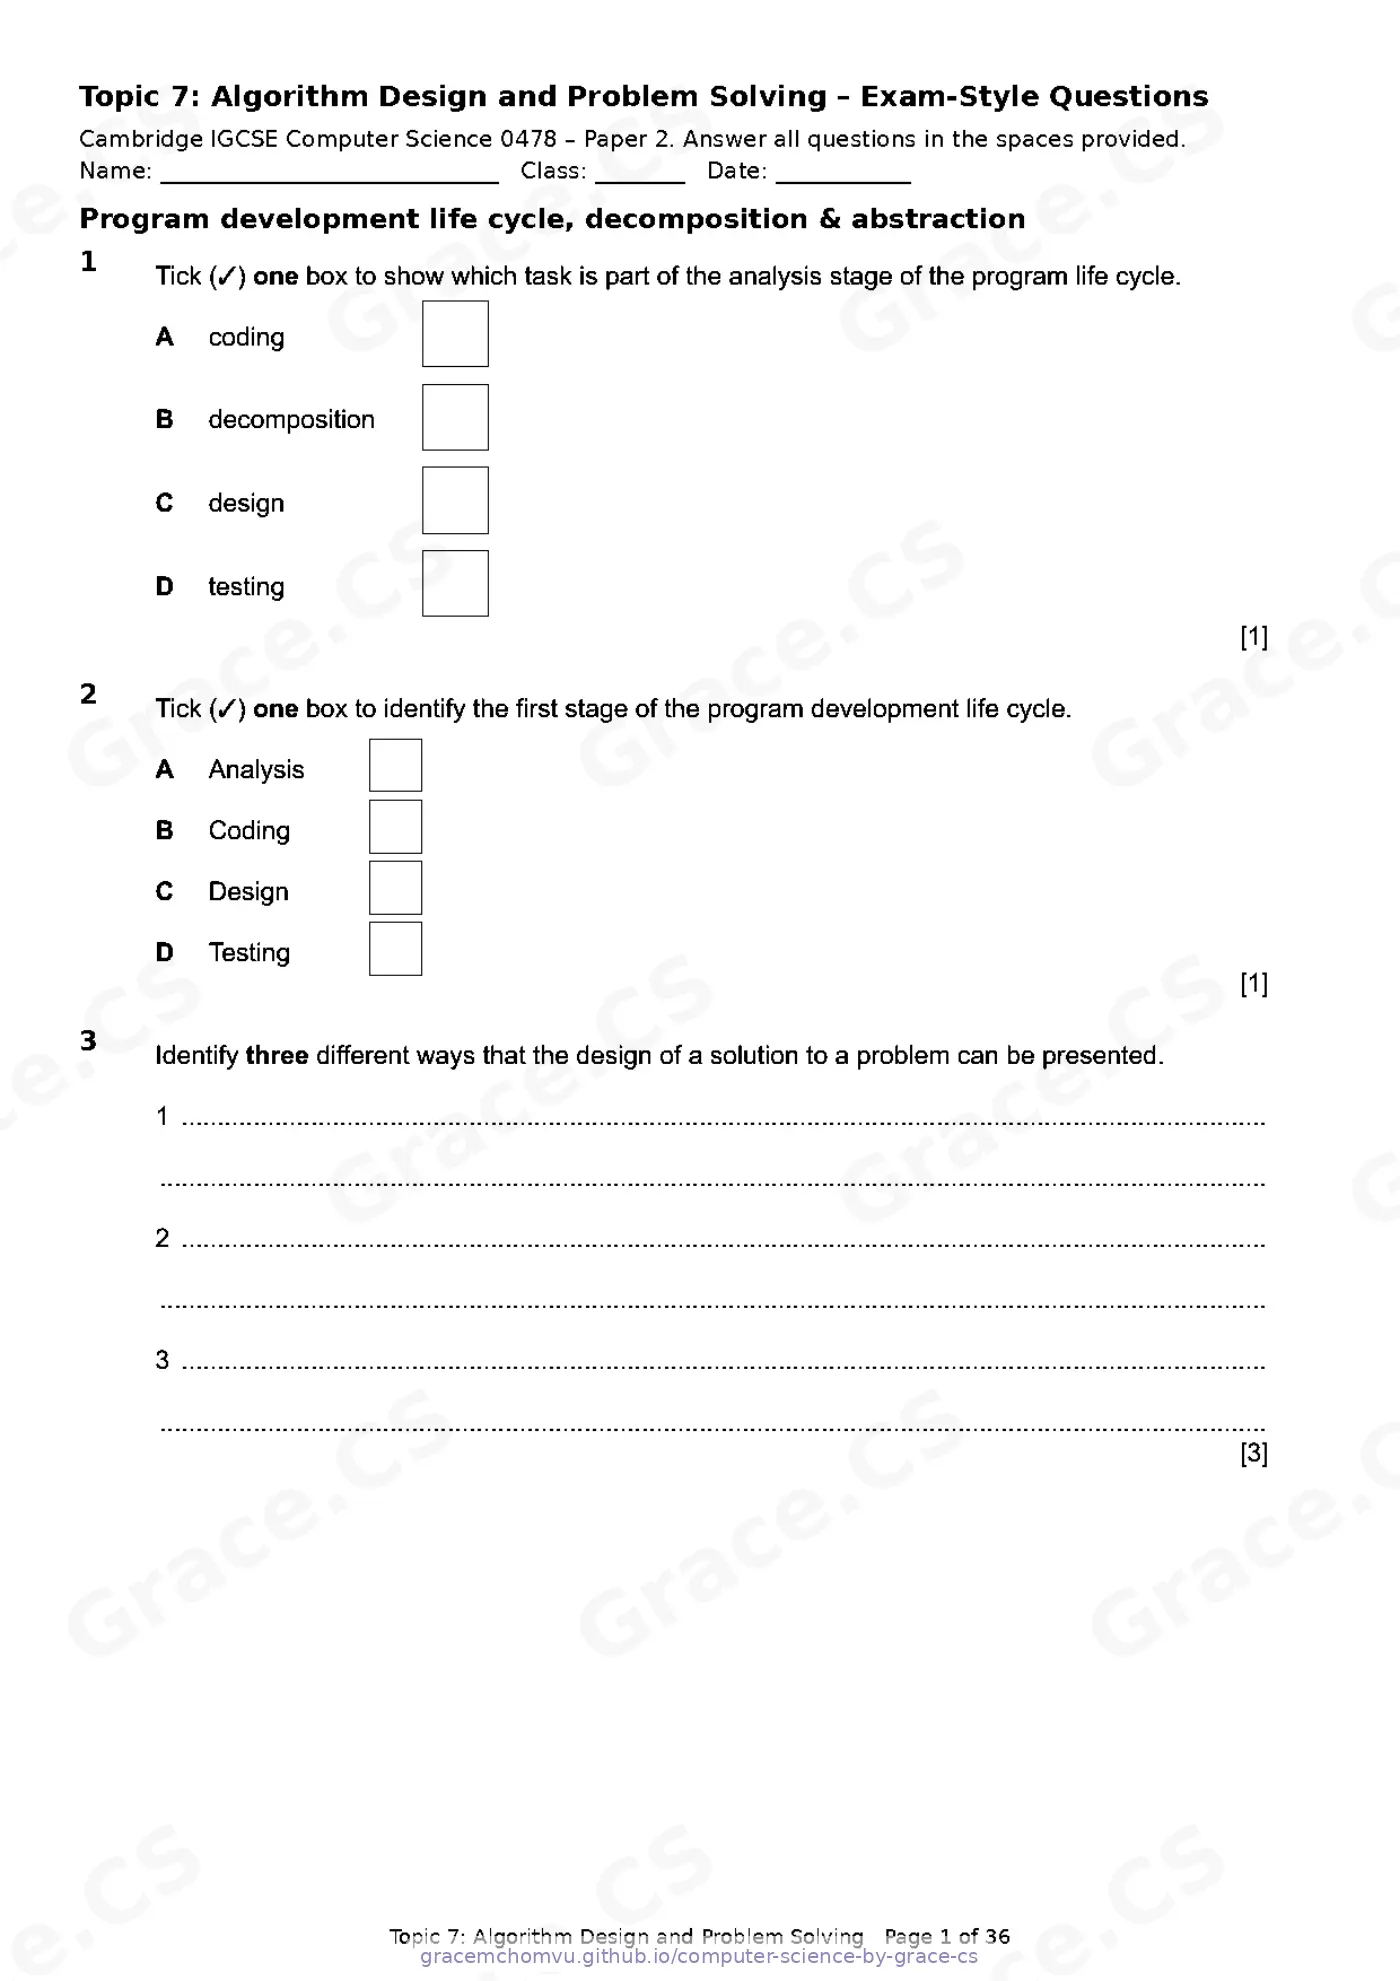 Topic 7: Algorithm Design and Problem Solving – Exam-Style Questions
Cambridge IGCSE Computer Science 0478 – Paper 2. Answer all questions in the spaces provided.
Name: ______________________ Class: ______ Date: _________
Program development life cycle, decomposition & abstraction
1 Tick (✓) one box to show which task is part of the analysis stage of the program life cycle.
A coding
B decomposition
C design
D testing
[1]
2 Tick (✓) one box to identify the first stage of the program development life cycle.
A Analysis
B Coding
C Design
D Testing
[1]
3 Identify three different ways that the design of a solution to a problem can be presented.
1
2
3
[3]
Topic 7: Algorithm Design and Problem Solving Page 1 of 36
gracemchomvu.github.io/computer-science-by-grace-cs
Grace.CS